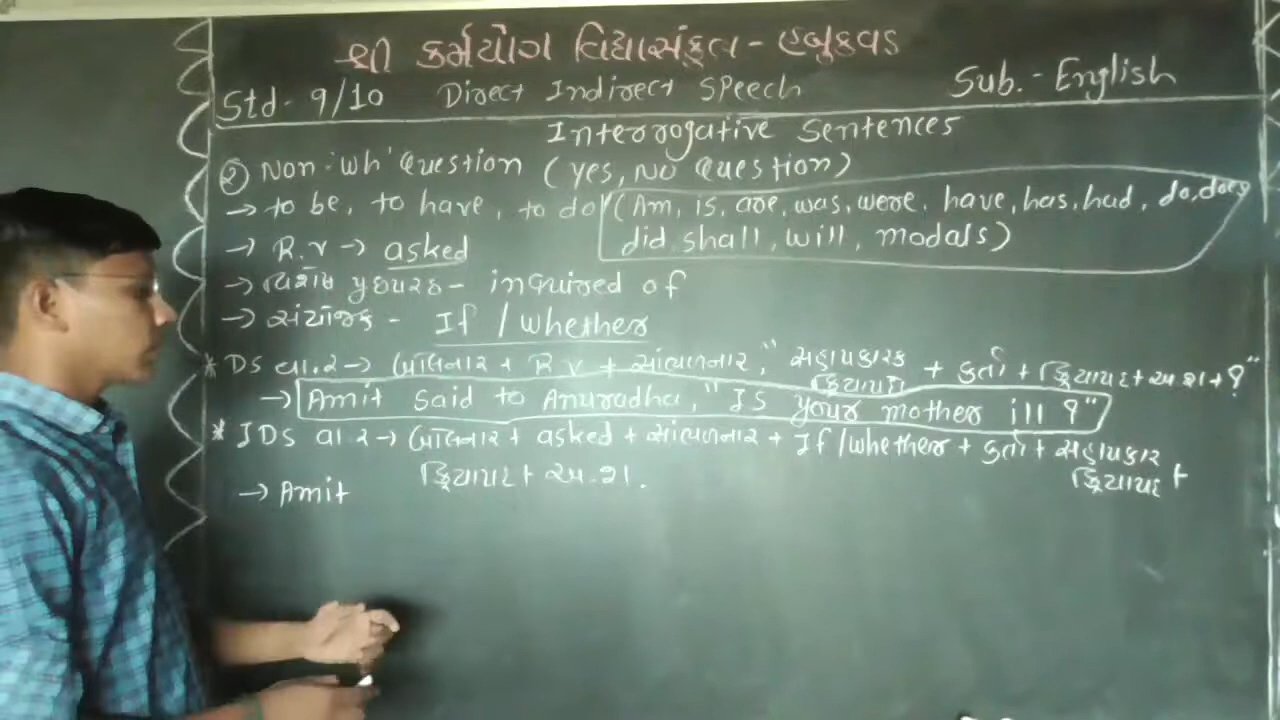 શ્રી કર્મયોગ વિદ્યાસંકુલ - હબુકવડ
Std- 9/10 Direct Indirect Speech Sub. - English
Interrogative Sentences
② Non-'wh' Question (yes, No Question)
→ to be, to have, to do (Am, is, are, was, were, have, has, had, do, does
did, shall, will, modals)
→ R.V → asked
→ વિશેષ પુછપરછ - inquired of
→ સંયોજક - If / whether
* DS વા.ર → બોલનાર + R V + સાંભળનાર, " સહાયકારક + કર્તા + ક્રિયાપદ + અ.શ. + ?"
ક્રિયાપદ
→ Amit said to Anuradha, "Is your mother ill ?"
* IDS વા ર → બોલનાર + asked + સાંભળનાર + If /whether + કર્તા + સહાયકાર
ક્રિયાપદ +
ક્રિયાપદ + અ.શ.
→ Amit